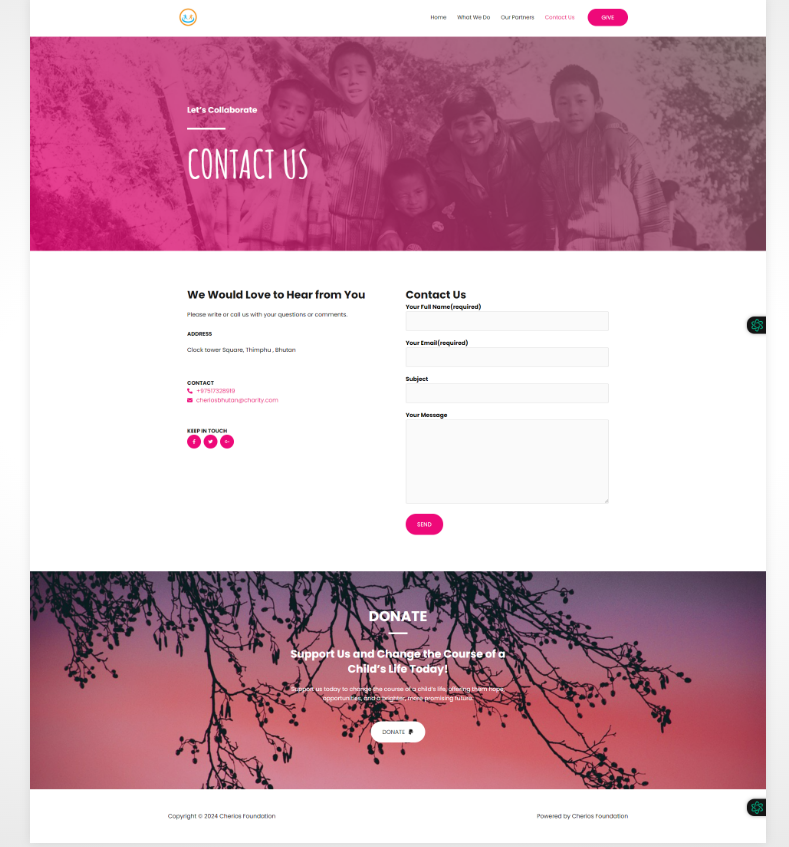 Home What We Do Our Partners Contact Us GIVE
Let's Collaborate
CONTACT US
We Would Love to Hear from You
Please write or call us with your questions or comments.
ADDRESS
Clock tower Square, Thimphu , Bhutan
CONTACT
+97517328919
cheriosbhutan@charity.com
KEEP IN TOUCH
Contact Us
Your Full Name(required)
Your Email(required)
Subject
Your Message
SEND
DONATE
Support Us and Change the Course of a
Child's Life Today!
Support us today to change the course of a child's life, offering them hope,
opportunities, and a brighter, more promising future.
DONATE
Copyright © 2024 Cherios Foundation
Powered by Cherios Foundation